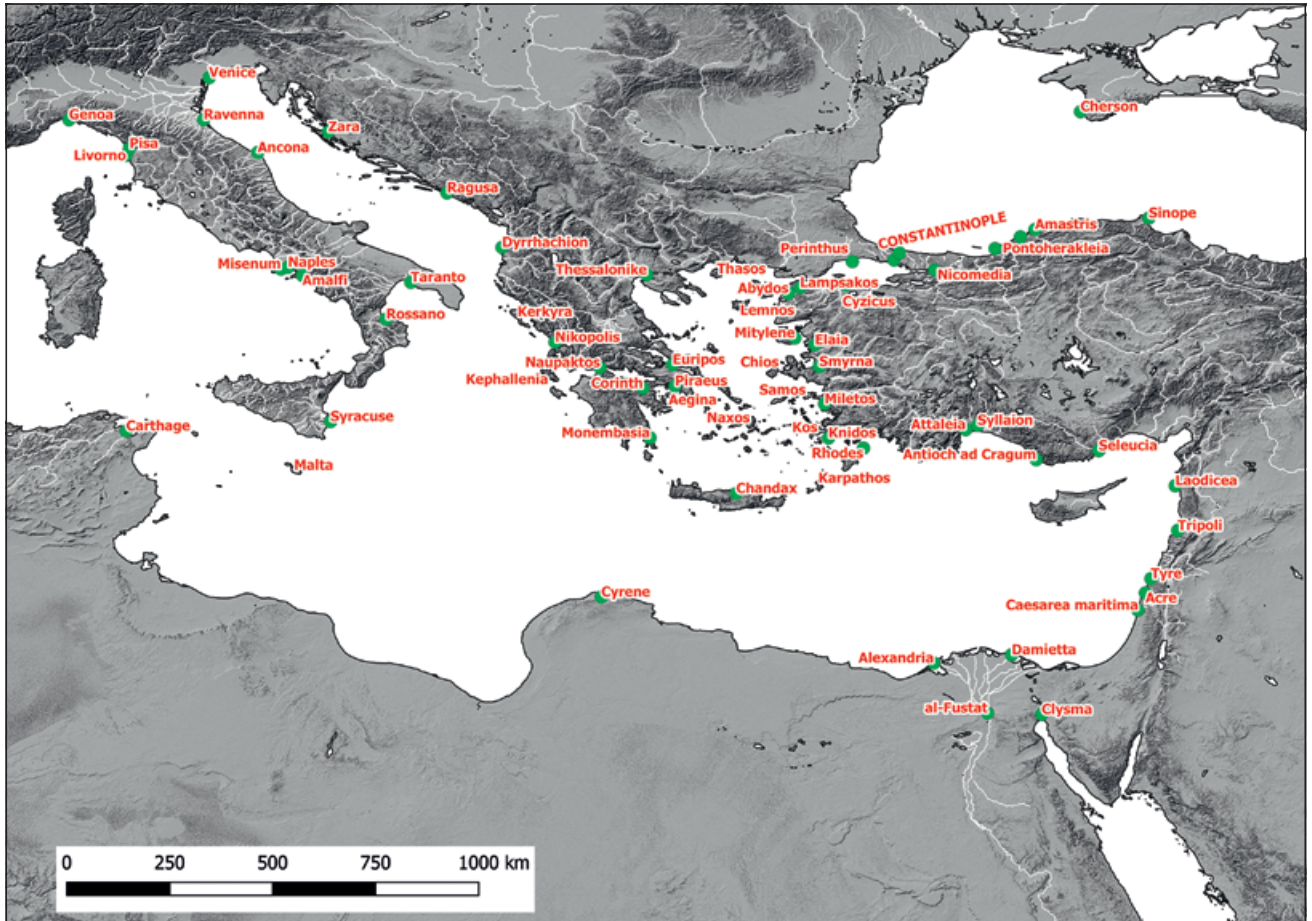 Venice
Cherson
Genoa
Ravenna
Zara
Pisa
Livorno
Ancona
Ragusa
Sinope
CONSTANTINOPLE
Amastris
Dyrrhachion
Perinthus
Pontoherakleia
Misenum
Naples
Amalfi
Taranto
Thessalonike
Thasos
Nicomedia
Abydos
Lampsakos
Cyzicus
Rossano
Kerkyra
Lemnos
Nikopolis
Mitylene
Elaia
Naupaktos
Euripos
Chios
Smyrna
Kephallenia
Corinth
Piraeus
Aegina
Samos
Miletos
Syracuse
Naxos
Carthage
Monembasia
Kos
Knidos
Attaleia
Syllaion
Rhodes
Antioch ad Cragum
Seleucia
Malta
Karpathos
Chandax
Laodicea
Tripoli
Tyre
Cyrene
Acre
Caesarea maritima
Alexandria
Damietta
al-Fustat
Clysma
0 250 500 750 1000 km